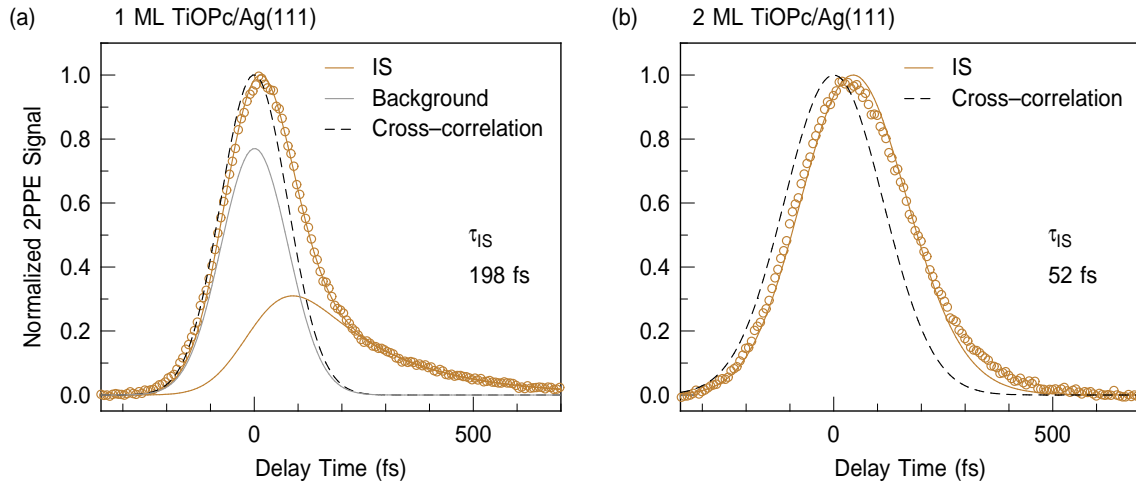 (a) 1 ML TiOPc/Ag(111)
1.0
0.8
0.6
0.4
0.2
0.0
Normalized 2PPE Signal
IS
Background
Cross–correlation
τIS
198 fs
0 500
Delay Time (fs)
(b) 2 ML TiOPc/Ag(111)
1.0
0.8
0.6
0.4
0.2
0.0
IS
Cross–correlation
τIS
52 fs
0 500
Delay Time (fs)